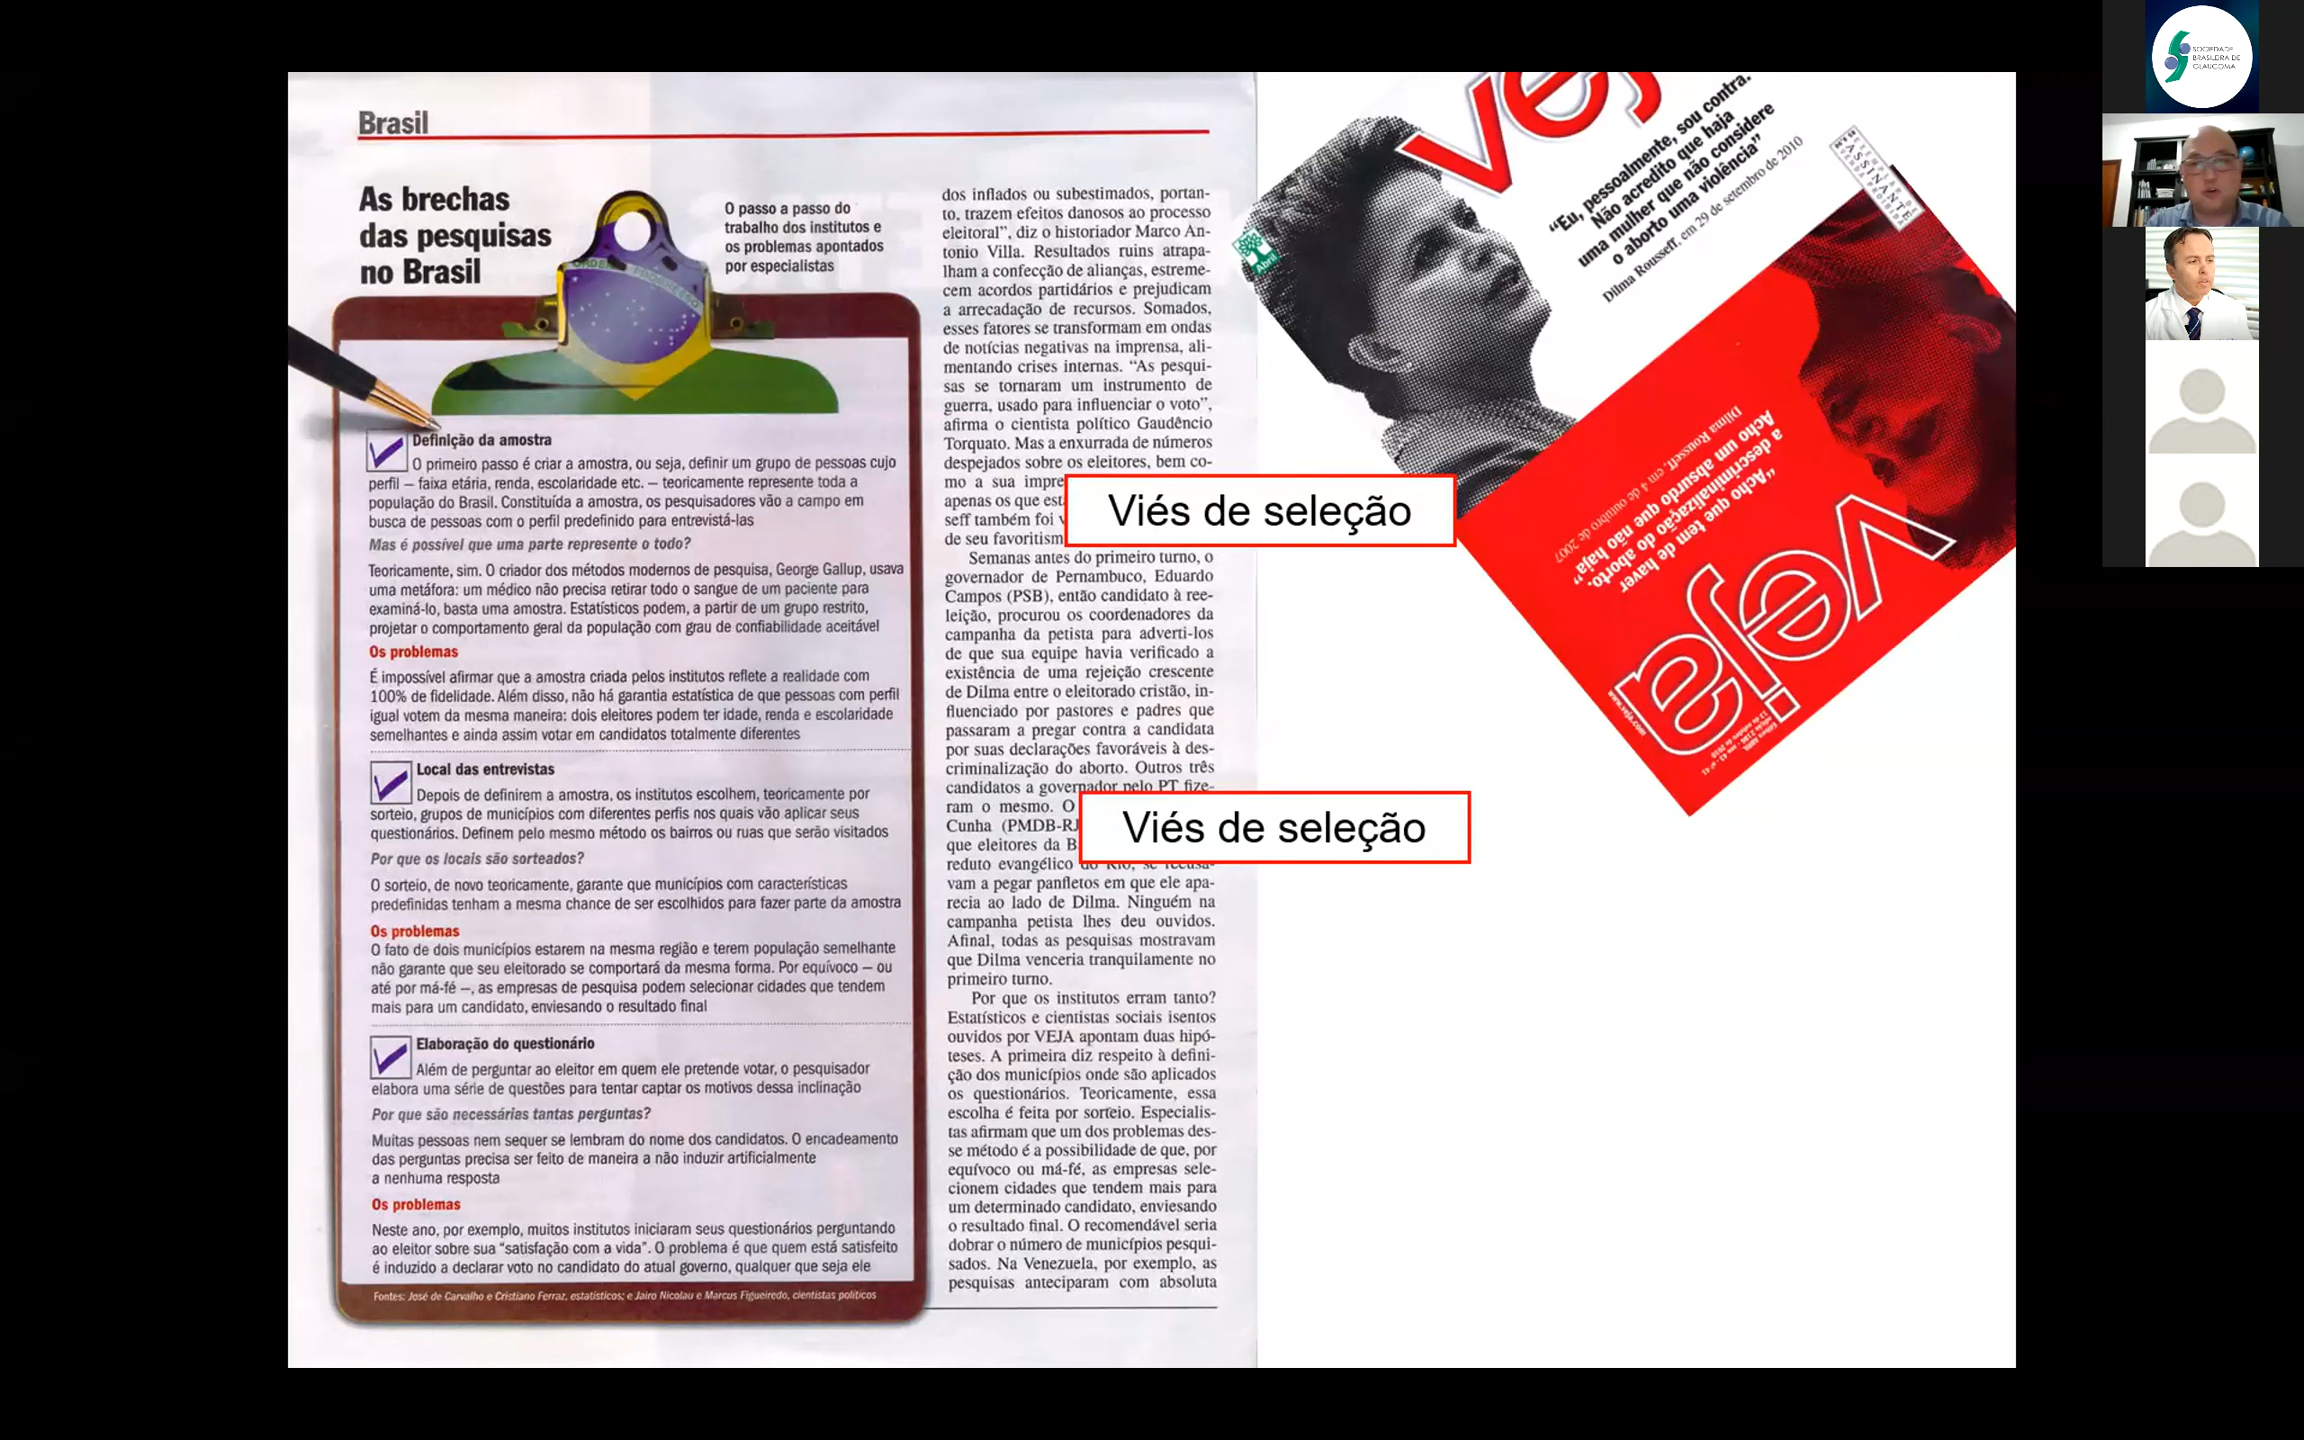 Brasil
As brechas
das pesquisas
no Brasil
O passo a passo do
trabalho dos institutos e
os problemas apontados
por especialistas
Definição da amostra
O primeiro passo é criar a amostra, ou seja, definir um grupo de pessoas cujo
perfil – faixa etária, renda, escolaridade etc. – teoricamente represente toda a
população do Brasil. Constituída a amostra, os pesquisadores vão a campo em
busca de pessoas com o perfil predefinido para entrevistá-las
Mas é possível que uma parte represente o todo?
Teoricamente, sim. O criador dos métodos modernos de pesquisa, George Gallup, usava
uma metáfora: um médico não precisa retirar todo o sangue de um paciente para
examiná-lo, basta uma amostra. Estatísticos podem, a partir de um grupo restrito,
projetar o comportamento geral da população com grau de confiabilidade aceitável
Os problemas
É impossível afirmar que a amostra criada pelos institutos reflete a realidade com
100% de fidelidade. Além disso, não há garantia estatística de que pessoas com perfil
igual votem da mesma maneira: dois eleitores podem ter idade, renda e escolaridade
semelhantes e ainda assim votar em candidatos totalmente diferentes
Local das entrevistas
Depois de definirem a amostra, os institutos escolhem, teoricamente por
sorteio, grupos de municípios com diferentes perfis nos quais vão aplicar seus
questionários. Definem pelo mesmo método os bairros ou ruas que serão visitados
Por que os locais são sorteados?
O sorteio, de novo teoricamente, garante que municípios com características
predefinidas tenham a mesma chance de ser escolhidos para fazer parte da amostra
Os problemas
O fato de dois municípios estarem na mesma região e terem população semelhante
não garante que seu eleitorado se comportará da mesma forma. Por equívoco – ou
até por má-fé –, as empresas de pesquisa podem selecionar cidades que tendem
mais para um candidato, enviesando o resultado final
Elaboração do questionário
Além de perguntar ao eleitor em quem ele pretende votar, o pesquisador
elabora uma série de questões para tentar captar os motivos dessa inclinação
Por que são necessárias tantas perguntas?
Muitas pessoas nem sequer se lembram do nome dos candidatos. O encadeamento
das perguntas precisa ser feito de maneira a não induzir artificialmente
a nenhuma resposta
Os problemas
Neste ano, por exemplo, muitos institutos iniciaram seus questionários perguntando
ao eleitor sobre sua "satisfação com a vida". O problema é que quem está satisfeito
é induzido a declarar voto no candidato do atual governo, qualquer que seja ele
Fontes: José de Carvalho e Cristiano Ferraz, estatísticos; e Jairo Nicolau e Marcus Figueiredo, cientistas políticos
dos inflados ou subestimados, portan-
to, trazem efeitos danosos ao processo
eleitoral", diz o historiador Marco An-
tonio Villa. Resultados ruins atrapa-
lham a confecção de alianças, estreme-
cem acordos partidários e prejudicam
a arrecadação de recursos. Somados,
esses fatores se transformam em ondas
de notícias negativas na imprensa, ali-
mentando crises internas. "As pesqui-
sas se tornaram um instrumento de
guerra, usado para influenciar o voto",
afirma o cientista político Gaudêncio
Torquato. Mas a enxurrada de números
despejados sobre os eleitores, bem co-
mo a sua impre
apenas os que est
seff também foi v
de seu favoritism
Semanas antes do primeiro turno, o
governador de Pernambuco, Eduardo
Campos (PSB), então candidato à ree-
leição, procurou os coordenadores da
campanha da petista para adverti-los
de que sua equipe havia verificado a
existência de uma rejeição crescente
de Dilma entre o eleitorado cristão, in-
fluenciado por pastores e padres que
passaram a pregar contra a candidata
por suas declarações favoráveis à des-
criminalização do aborto. Outros três
candidatos a governador pelo PT fize-
ram o mesmo. O
Cunha (PMDB-RJ
que eleitores da B
reduto evangélico do Rio, se recusa-
vam a pegar panfletos em que ele apa-
recia ao lado de Dilma. Ninguém na
campanha petista lhes deu ouvidos.
Afinal, todas as pesquisas mostravam
que Dilma venceria tranquilamente no
primeiro turno.
Por que os institutos erram tanto?
Estatísticos e cientistas sociais isentos
ouvidos por VEJA apontam duas hipó-
teses. A primeira diz respeito à defini-
ção dos municípios onde são aplicados
os questionários. Teoricamente, essa
escolha é feita por sorteio. Especialis-
tas afirmam que um dos problemas des-
se método é a possibilidade de que, por
equívoco ou má-fé, as empresas sele-
cionem cidades que tendem mais para
um determinado candidato, enviesando
o resultado final. O recomendável seria
dobrar o número de municípios pesqui-
sados. Na Venezuela, por exemplo, as
pesquisas anteciparam com absoluta
Viés de seleção
Viés de seleção
vej
Abril
"Eu, pessoalmente, sou contra.
Não acredito que haja
uma mulher que não considere
o aborto uma violência"
Dilma Rousseff, em 29 de setembro de 2010
ASSINANTE
veja
www.veja.com
"Acho que tem de haver
a descriminalização do aborto.
Acho um absurdo que não haja"
Dilma Rousseff, em 4 de outubro de 2007
SOCIEDADE
BRASILEIRA DE
GLAUCOMA